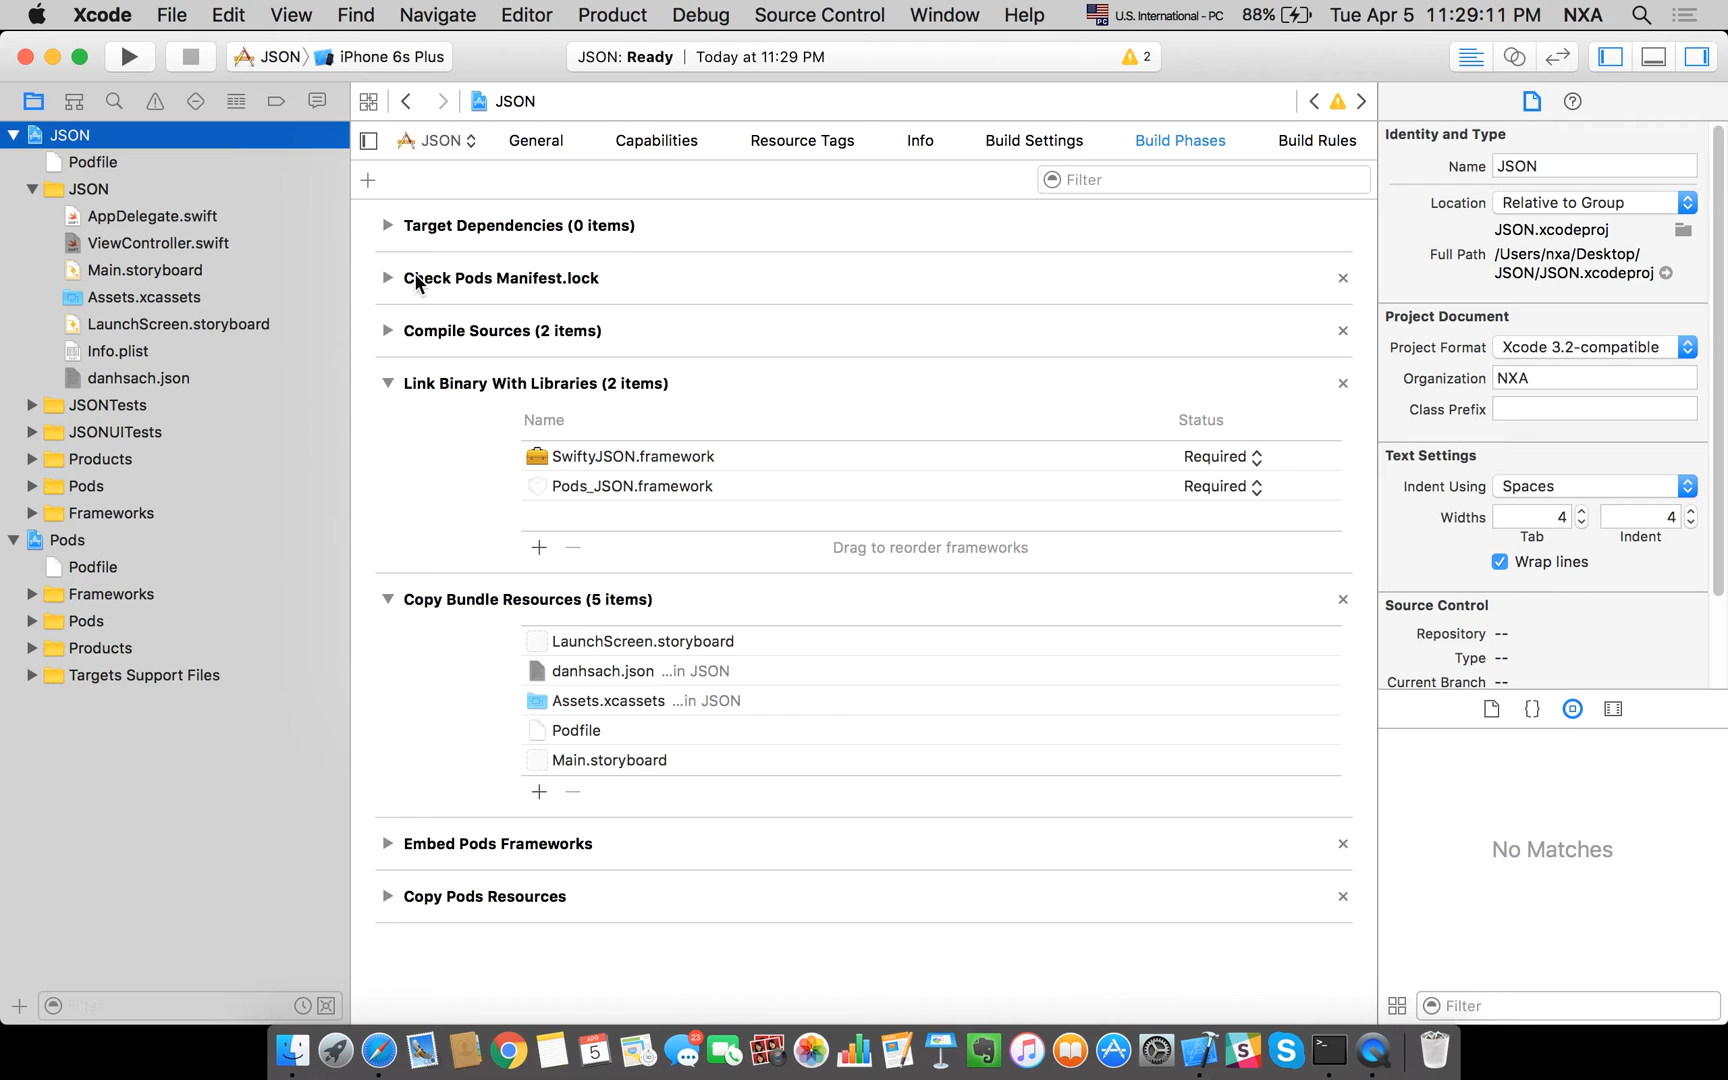 Xcode File Edit View Find Navigate Editor Product Debug Source Control Window Help U.S. International - PC 88% Tue Apr 5 11:29:11 PM NXA
JSON iPhone 6s Plus JSON: Ready Today at 11:29 PM 2
JSON
JSON General Capabilities Resource Tags Info Build Settings Build Phases Build Rules
Filter
JSON
Podfile
JSON
AppDelegate.swift
ViewController.swift
Main.storyboard
Assets.xcassets
LaunchScreen.storyboard
Info.plist
danhsach.json
JSONTests
JSONUITests
Products
Pods
Frameworks
Pods
Podfile
Frameworks
Pods
Products
Targets Support Files
Filter
Target Dependencies (0 items)
Check Pods Manifest.lock
Compile Sources (2 items)
Link Binary With Libraries (2 items)
Name Status
SwiftyJSON.framework Required
Pods_JSON.framework Required
Drag to reorder frameworks
Copy Bundle Resources (5 items)
LaunchScreen.storyboard
danhsach.json ...in JSON
Assets.xcassets ...in JSON
Podfile
Main.storyboard
Embed Pods Frameworks
Copy Pods Resources
Identity and Type
Name JSON
Location Relative to Group
JSON.xcodeproj
Full Path /Users/nxa/Desktop/
JSON/JSON.xcodeproj
Project Document
Project Format Xcode 3.2-compatible
Organization NXA
Class Prefix
Text Settings
Indent Using Spaces
Widths 4 4
Tab Indent
Wrap lines
Source Control
Repository --
Type --
Current Branch --
No Matches
Filter
23
5